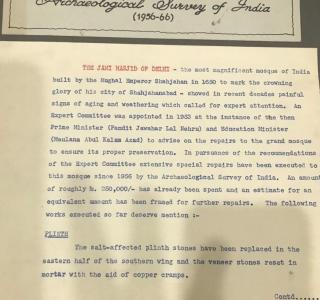 Archaeological Survey of India
(1956-66)
THE JAMI MASJID OF DELHI - the most magnificent mosque of India
built by the Mughal Emperor Shahjahan in 1650 to mark the crowning
glory of his city of Shahjahanabad - showed in recent decades painful
signs of aging and weathering which called for expert attention. An
Expert Committee was appointed in 1953 at the instance of the then
Prime Minister (Pandit Jawahar Lal Nehru) and Education Minister
(Maulana Abul Kalam Azad) to advise on the repairs to the grand mosque
to ensure its proper preservation. In pursuance of the recommendations
of the Expert Committee extensive special repairs have been executed to
this mosque since 1956 by the Archaeological Survey of India. An amount
of roughly Rs. 250,000/- has already been spent and an estimate for an
equivalent amount has been framed for further repairs. The following
works executed so far deserve mention :-
PLINTH
The salt-affected plinth stones have been replaced in the
eastern half of the southern wing and the veneer stones reset in
mortar with the aid of copper cramps.
Contd......